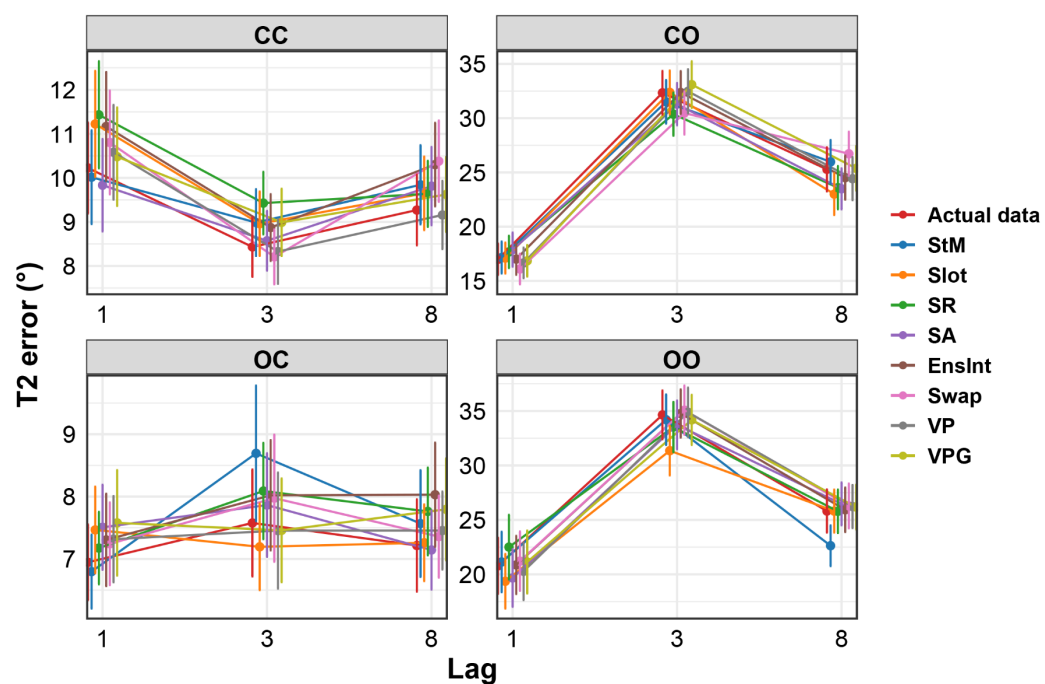 CC
CO
12
11
10
9
8
35
30
25
20
15
1
3
8
1
3
8
OC
OO
9
8
7
35
30
25
20
1
3
8
1
3
8
T2 error (°)
Lag
Actual data
StM
Slot
SR
SA
EnsInt
Swap
VP
VPG